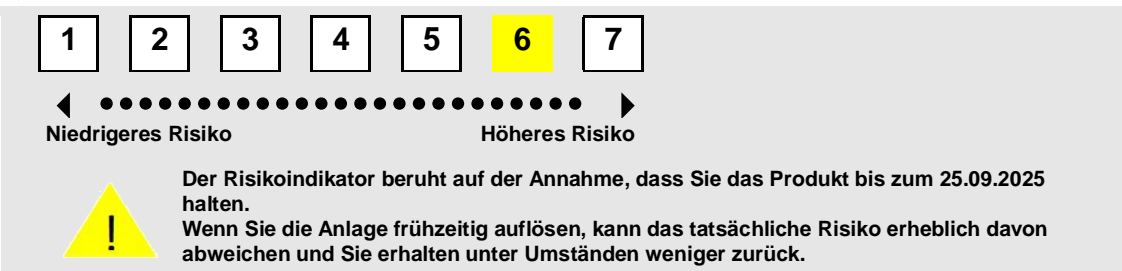 1 2 3 4 5 6 7
Niedrigeres Risiko Höheres Risiko
Der Risikoindikator beruht auf der Annahme, dass Sie das Produkt bis zum 25.09.2025
halten.
Wenn Sie die Anlage frühzeitig auflösen, kann das tatsächliche Risiko erheblich davon
abweichen und Sie erhalten unter Umständen weniger zurück.
!